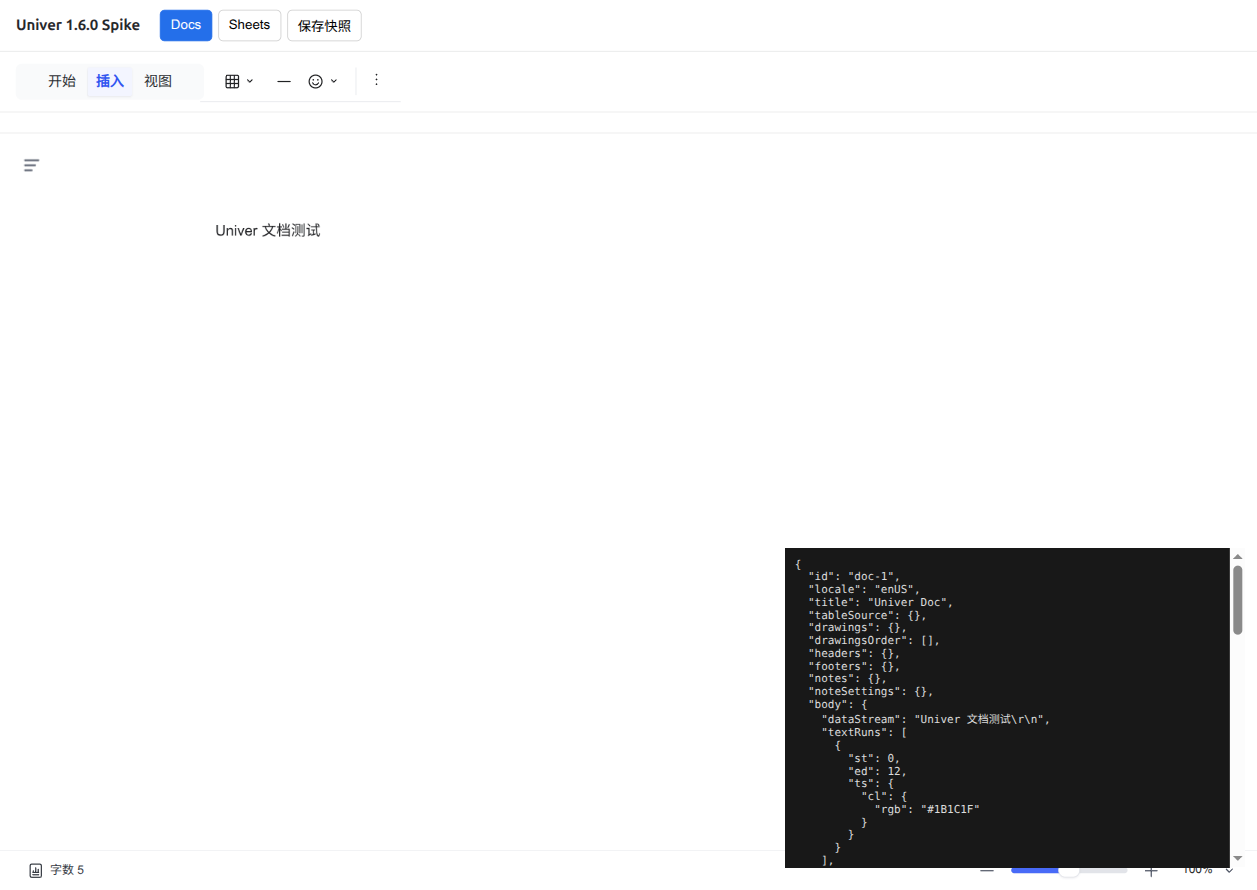 Univer 1.6.0 Spike Docs Sheets 保存快照
开始 插入 视图
Univer 文档测试
{
"id": "doc-1",
"locale": "enUS",
"title": "Univer Doc",
"tableSource": {},
"drawings": {},
"drawingsOrder": [],
"headers": {},
"footers": {},
"notes": {},
"noteSettings": {},
"body": {
"dataStream": "Univer 文档测试\r\n",
"textRuns": [
{
"st": 0,
"ed": 12,
"ts": {
"cl": {
"rgb": "#1B1C1F"
}
}
}
],
字数 5 100%